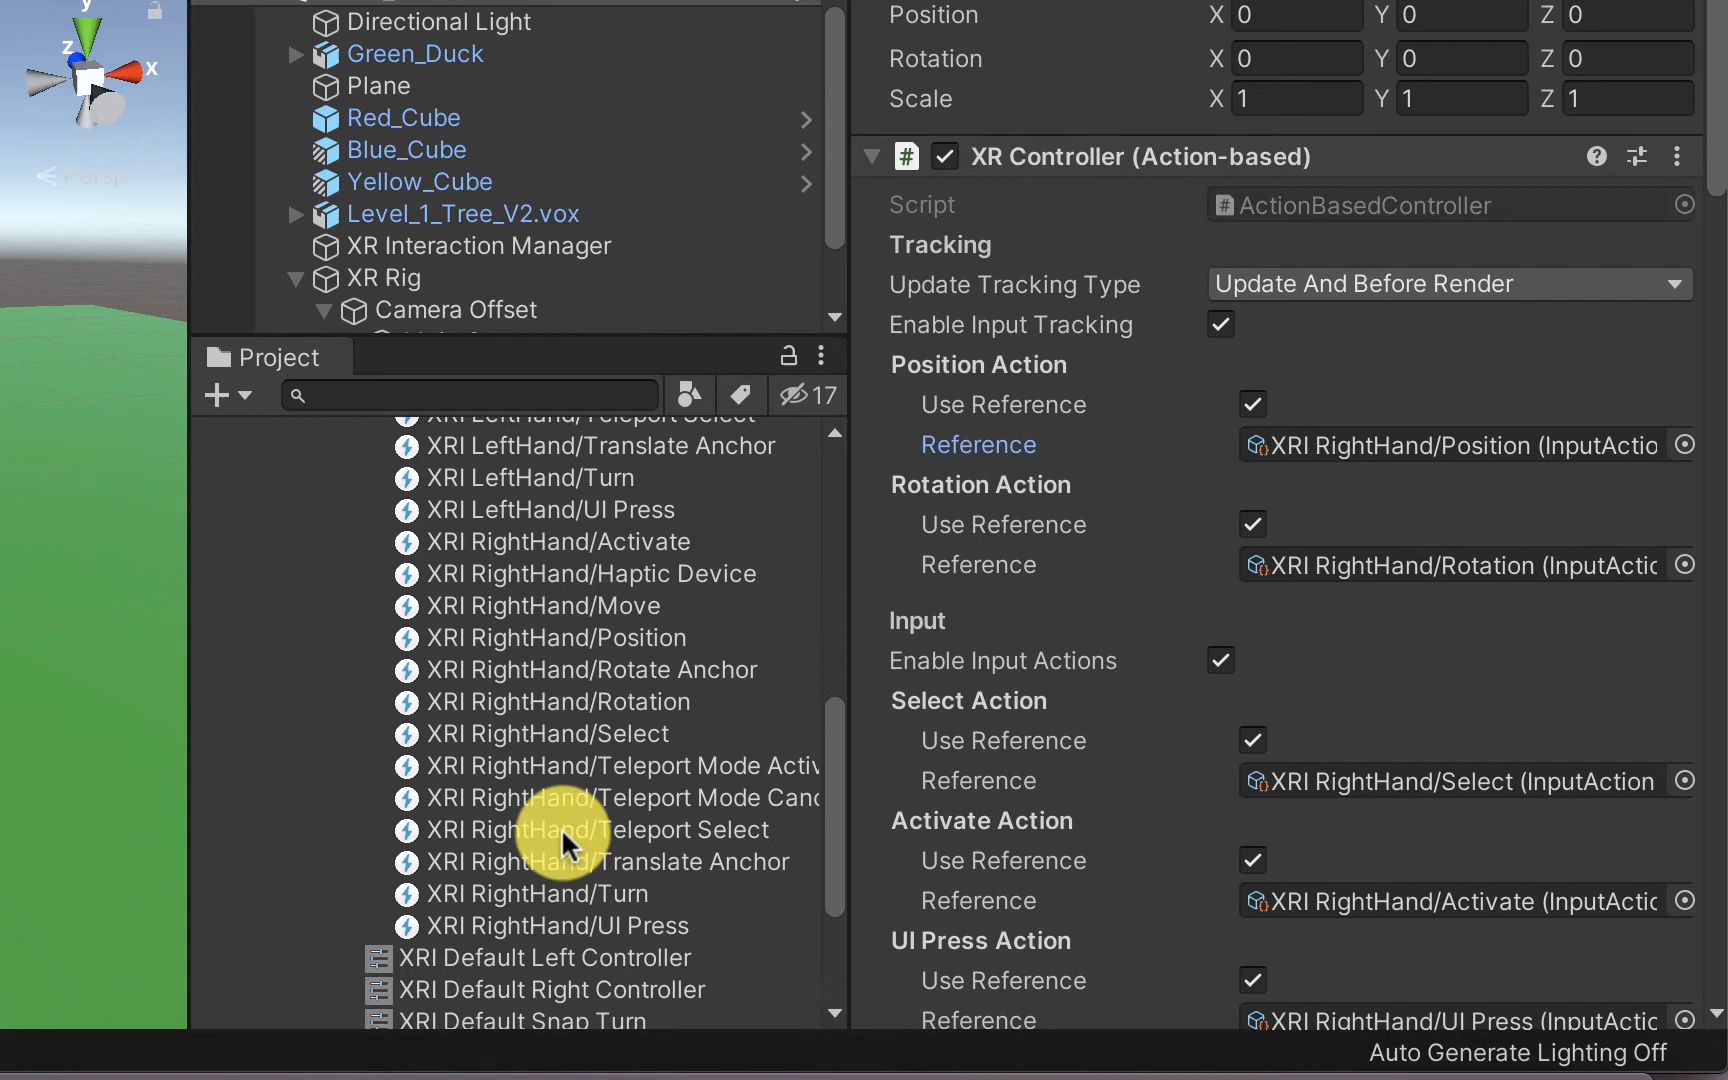 y
z
x
Persp
Directional Light
Green_Duck
Plane
Red_Cube
Blue_Cube
Yellow_Cube
Level_1_Tree_V2.vox
XR Interaction Manager
XR Rig
Camera Offset
Project
17
XRI LeftHand/Teleport Select
XRI LeftHand/Translate Anchor
XRI LeftHand/Turn
XRI LeftHand/UI Press
XRI RightHand/Activate
XRI RightHand/Haptic Device
XRI RightHand/Move
XRI RightHand/Position
XRI RightHand/Rotate Anchor
XRI RightHand/Rotation
XRI RightHand/Select
XRI RightHand/Teleport Mode Activ
XRI RightHand/Teleport Mode Canc
XRI RightHand/Teleport Select
XRI RightHand/Translate Anchor
XRI RightHand/Turn
XRI RightHand/UI Press
XRI Default Left Controller
XRI Default Right Controller
XRI Default Snap Turn
Position X 0 Y 0 Z 0
Rotation X 0 Y 0 Z 0
Scale X 1 Y 1 Z 1
# XR Controller (Action-based)
Script # ActionBasedController
Tracking
Update Tracking Type Update And Before Render
Enable Input Tracking
Position Action
Use Reference
Reference XRI RightHand/Position (InputActio
Rotation Action
Use Reference
Reference XRI RightHand/Rotation (InputActic
Input
Enable Input Actions
Select Action
Use Reference
Reference XRI RightHand/Select (InputAction
Activate Action
Use Reference
Reference XRI RightHand/Activate (InputActic
UI Press Action
Use Reference
Reference XRI RightHand/UI Press (InputActic
Auto Generate Lighting Off